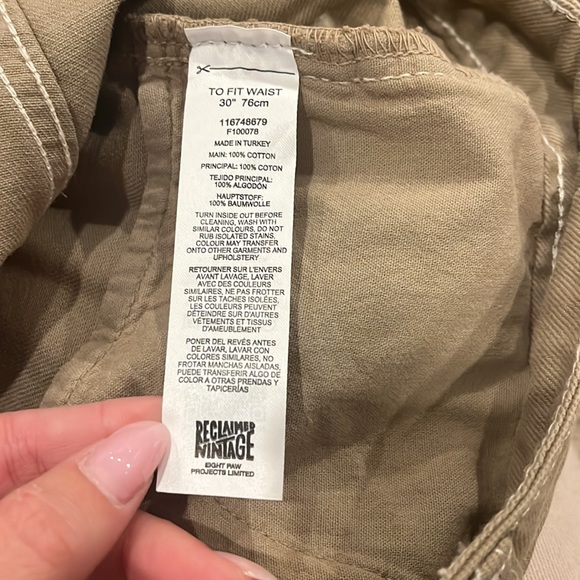 TO FIT WAIST
30" 76cm
116748679
F100078
MADE IN TURKEY
MAIN: 100% COTTON
PRINCIPAL: 100% COTON
TEJIDO PRINCIPAL:
100% ALGODÓN
HAUPTSTOFF:
100% BAUMWOLLE
TURN INSIDE OUT BEFORE
CLEANING, WASH WITH
SIMILAR COLOURS, DO NOT
RUB ISOLATED STAINS,
COLOUR MAY TRANSFER
ONTO OTHER GARMENTS AND
UPHOLSTERY
RETOURNER SUR L'ENVERS
AVANT LAVAGE, LAVER
AVEC DES COULEURS
SIMILAIRES, NE PAS FROTTER
SUR LES TACHES ISOLÉES,
LES COULEURS PEUVENT
DÉTEINDRE SUR D'AUTRES
VÊTEMENTS ET TISSUS
D'AMEUBLEMENT
PONER DEL REVÉS ANTES
DE LAVAR, LAVAR CON
COLORES SIMILARES, NO
FROTAR MANCHAS AISLADAS,
PUEDE TRANSFERIR ALGO DE
COLOR A OTRAS PRENDAS Y
TAPICERÍAS
RECLAIMED
VINTAGE
EIGHT PAW
PROJECTS LIMITED